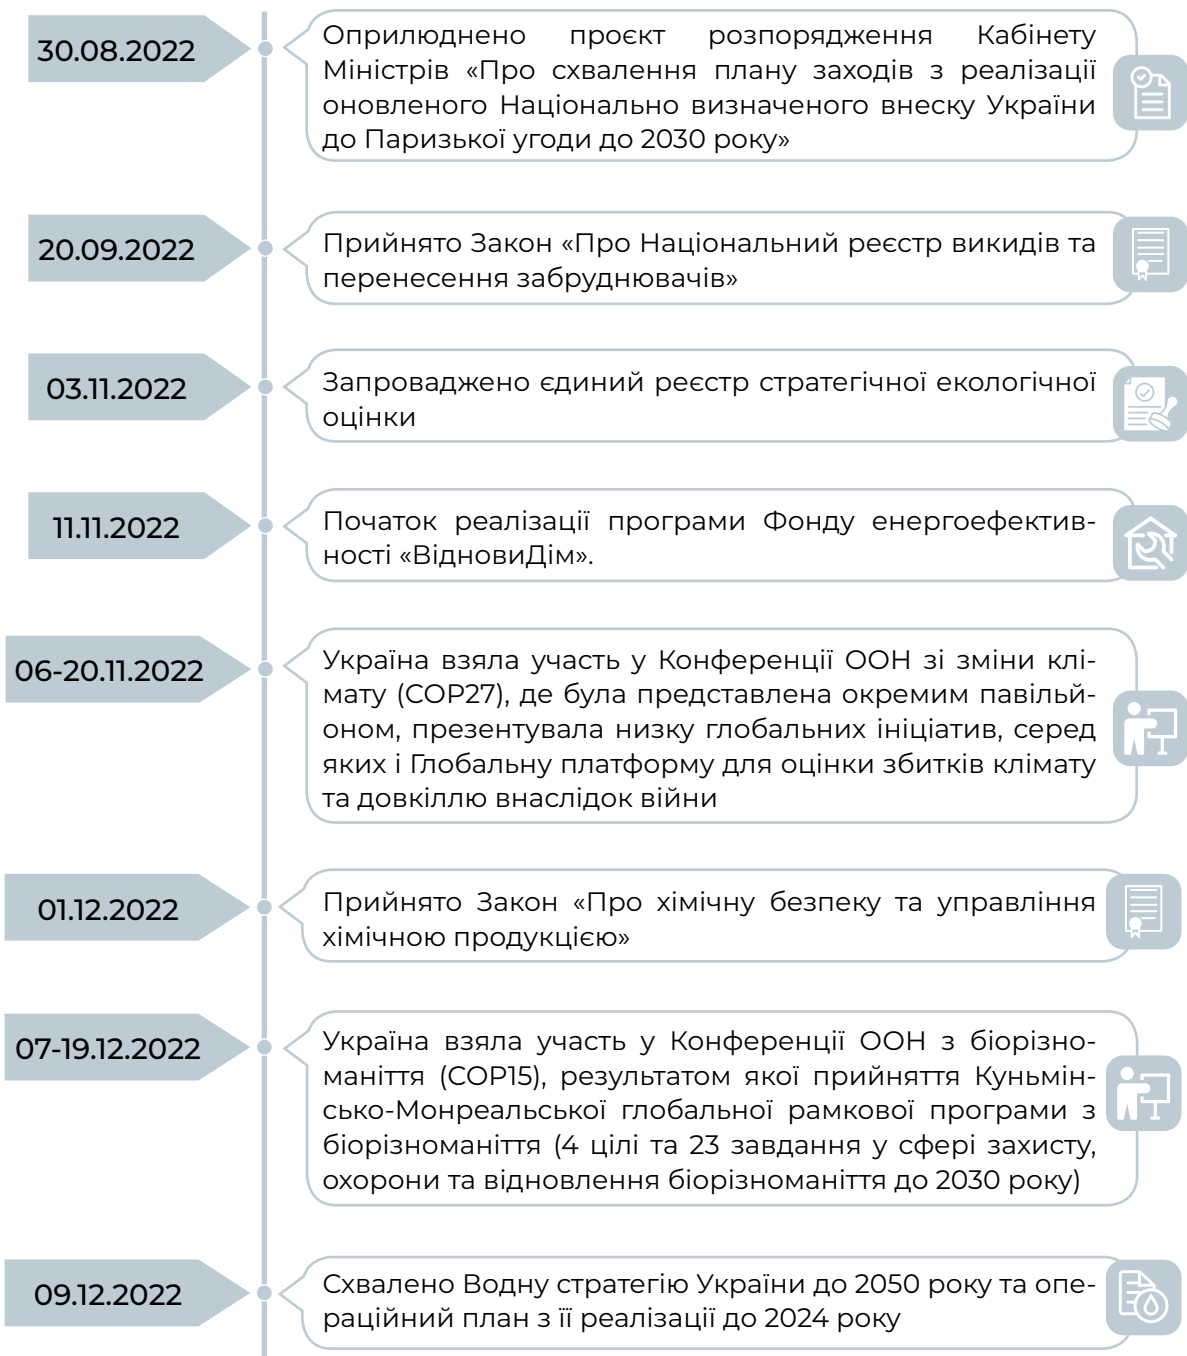 30.08.2022
Оприлюднено проєкт розпорядження Кабінету
Міністрів «Про схвалення плану заходів з реалізації
оновленого Національно визначеного внеску України
до Паризької угоди до 2030 року»
20.09.2022
Прийнято Закон «Про Національний реєстр викидів та
перенесення забруднювачів»
03.11.2022
Запроваджено єдиний реєстр стратегічної екологічної
оцінки
11.11.2022
Початок реалізації програми Фонду енергоефектив-
ності «ВідновиДім».
06-20.11.2022
Україна взяла участь у Конференції ООН зі зміни клі-
мату (COP27), де була представлена окремим павільй-
оном, презентувала низку глобальних ініціатив, серед
яких і Глобальну платформу для оцінки збитків клімату
та довкіллю внаслідок війни
01.12.2022
Прийнято Закон «Про хімічну безпеку та управління
хімічною продукцією»
07-19.12.2022
Україна взяла участь у Конференції ООН з біорізно-
маніття (COP15), результатом якої прийняття Куньмін-
сько-Монреальської глобальної рамкової програми з
біорізноманіття (4 цілі та 23 завдання у сфері захисту,
охорони та відновлення біорізноманіття до 2030 року)
09.12.2022
Схвалено Водну стратегію України до 2050 року та опе-
раційний план з її реалізації до 2024 року